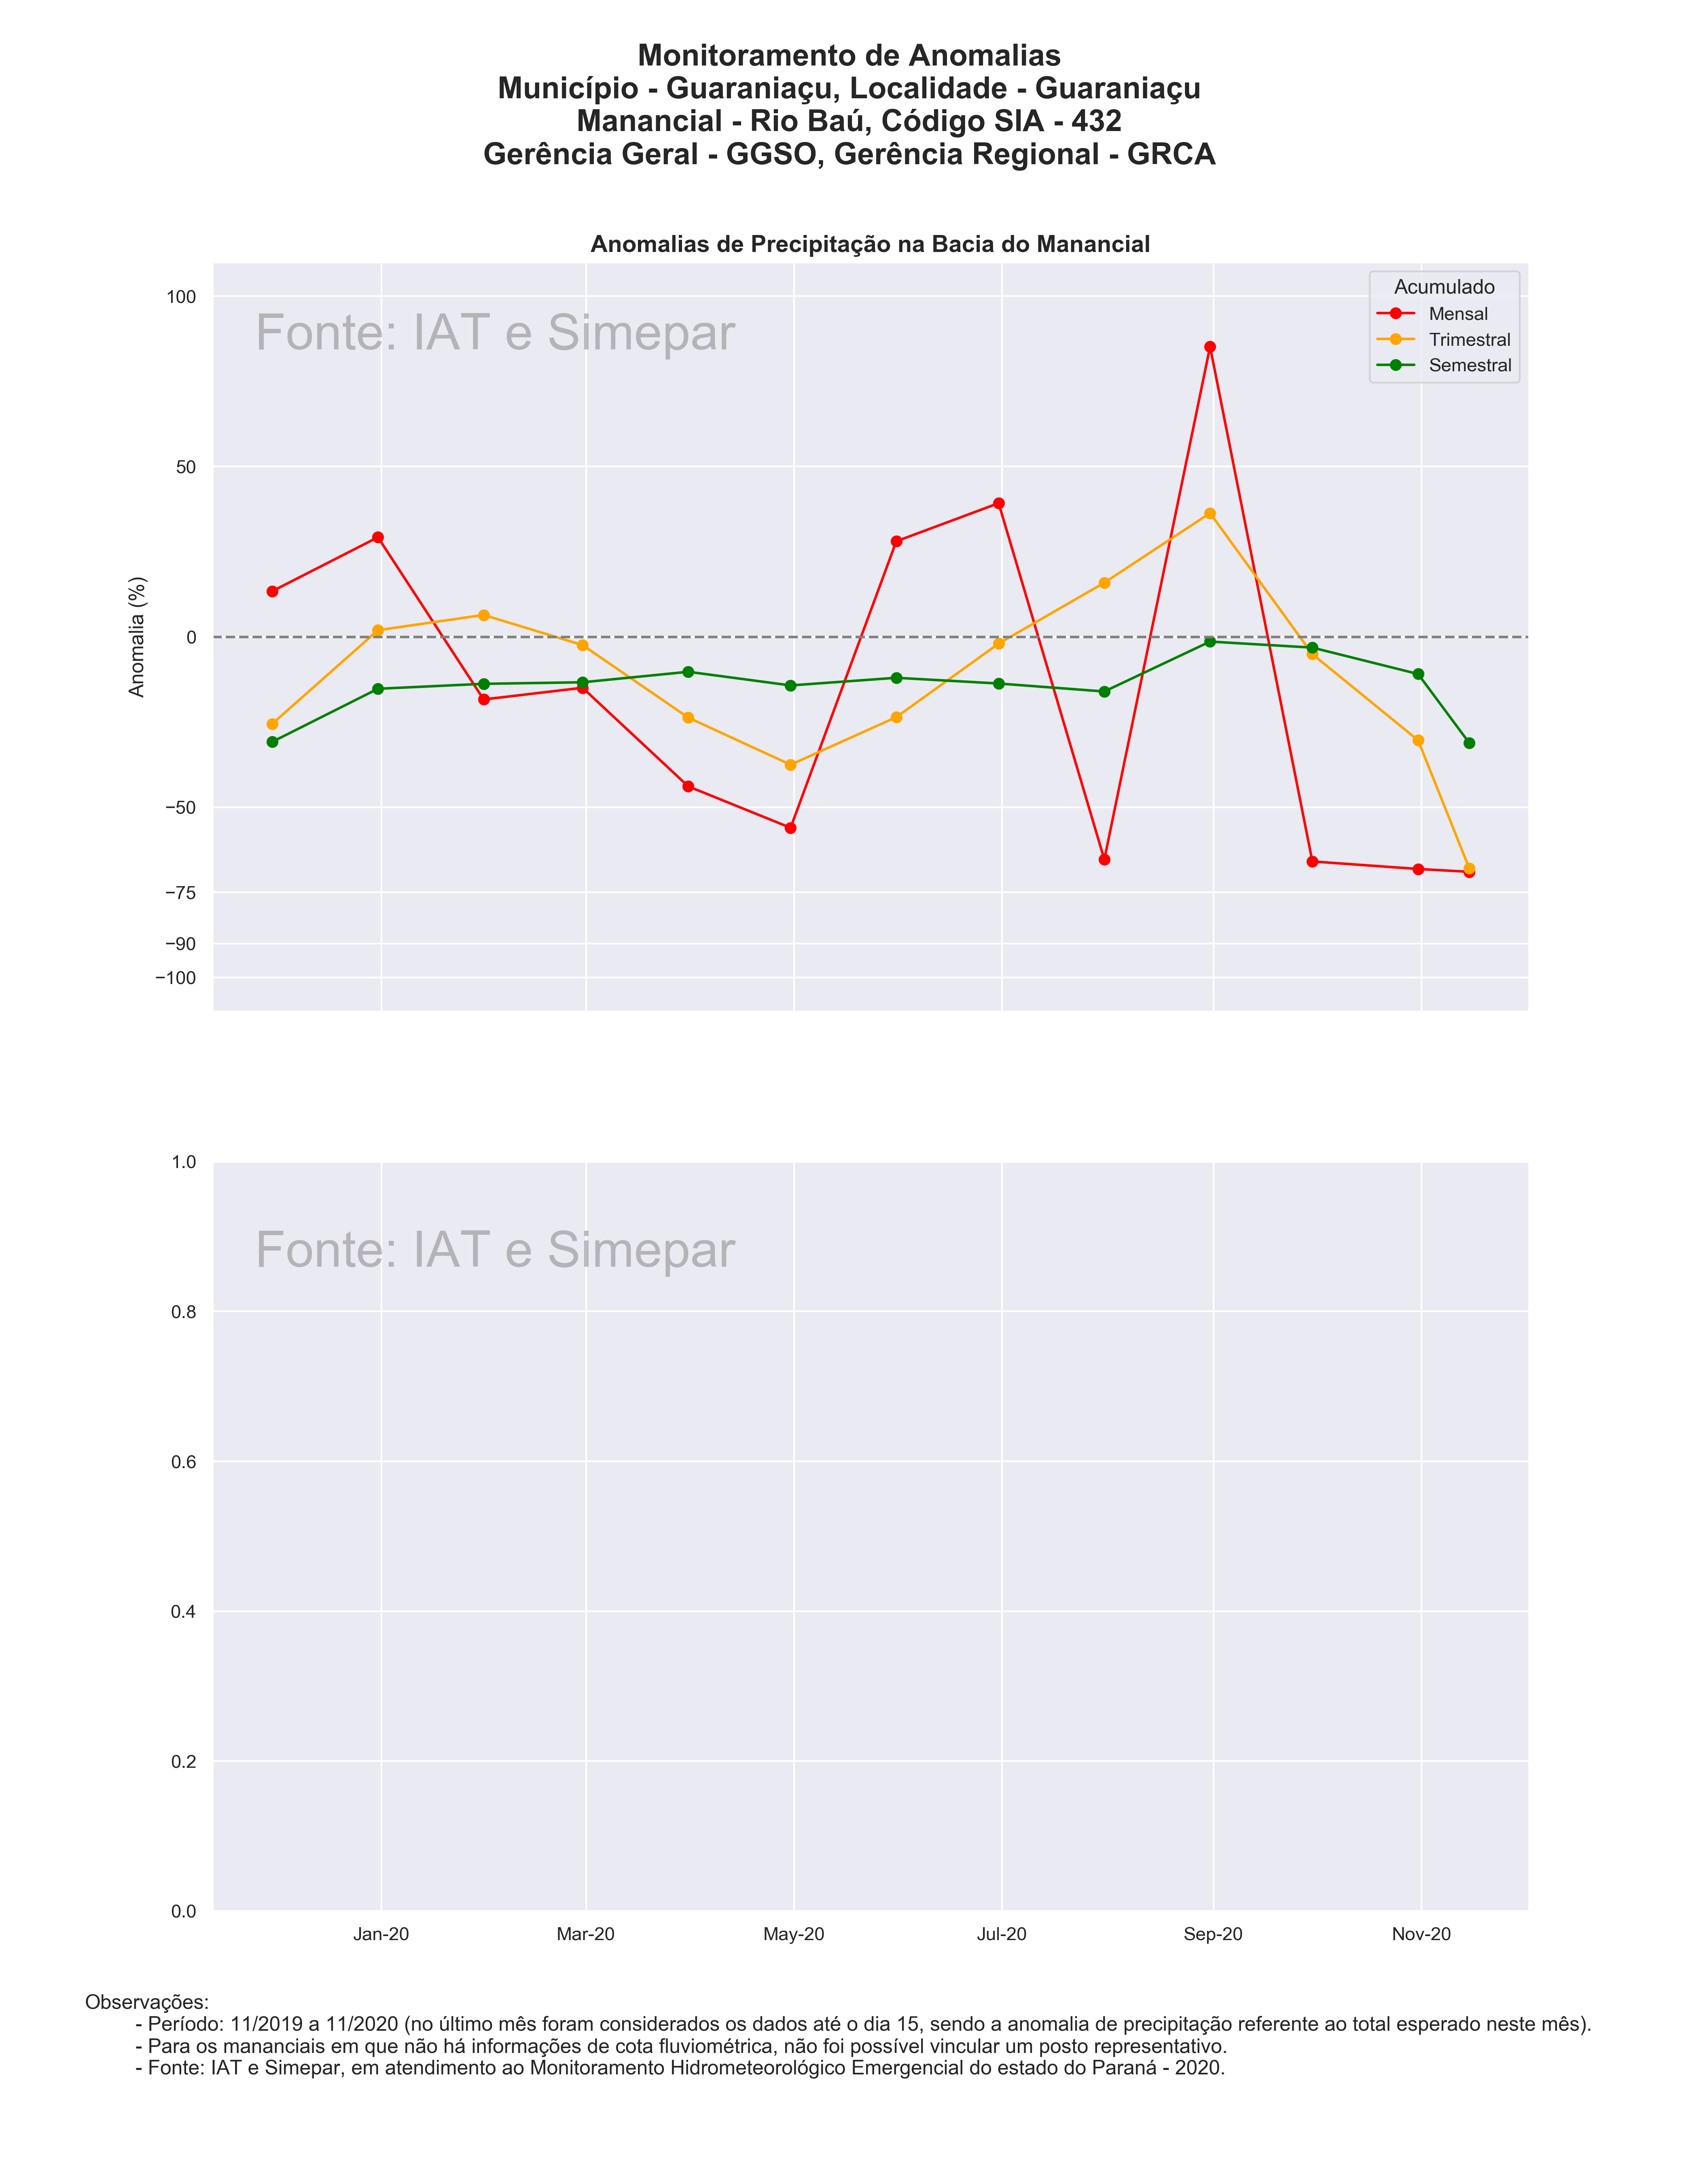 Monitoramento de Anomalias
Município - Guaraniaçu, Localidade - Guaraniaçu
Manancial - Rio Baú, Código SIA - 432
Gerência Geral - GGSO, Gerência Regional - GRCA
Anomalias de Precipitação na Bacia do Manancial
Fonte: IAT e Simepar
Acumulado
Mensal
Trimestral
Semestral
Anomalia (%)
100
50
0
−50
−75
−90
−100
Fonte: IAT e Simepar
1.0
0.8
0.6
0.4
0.2
0.0
Jan-20 Mar-20 May-20 Jul-20 Sep-20 Nov-20
Observações:
- Período: 11/2019 a 11/2020 (no último mês foram considerados os dados até o dia 15, sendo a anomalia de precipitação referente ao total esperado neste mês).
- Para os mananciais em que não há informações de cota fluviométrica, não foi possível vincular um posto representativo.
- Fonte: IAT e Simepar, em atendimento ao Monitoramento Hidrometeorológico Emergencial do estado do Paraná - 2020.